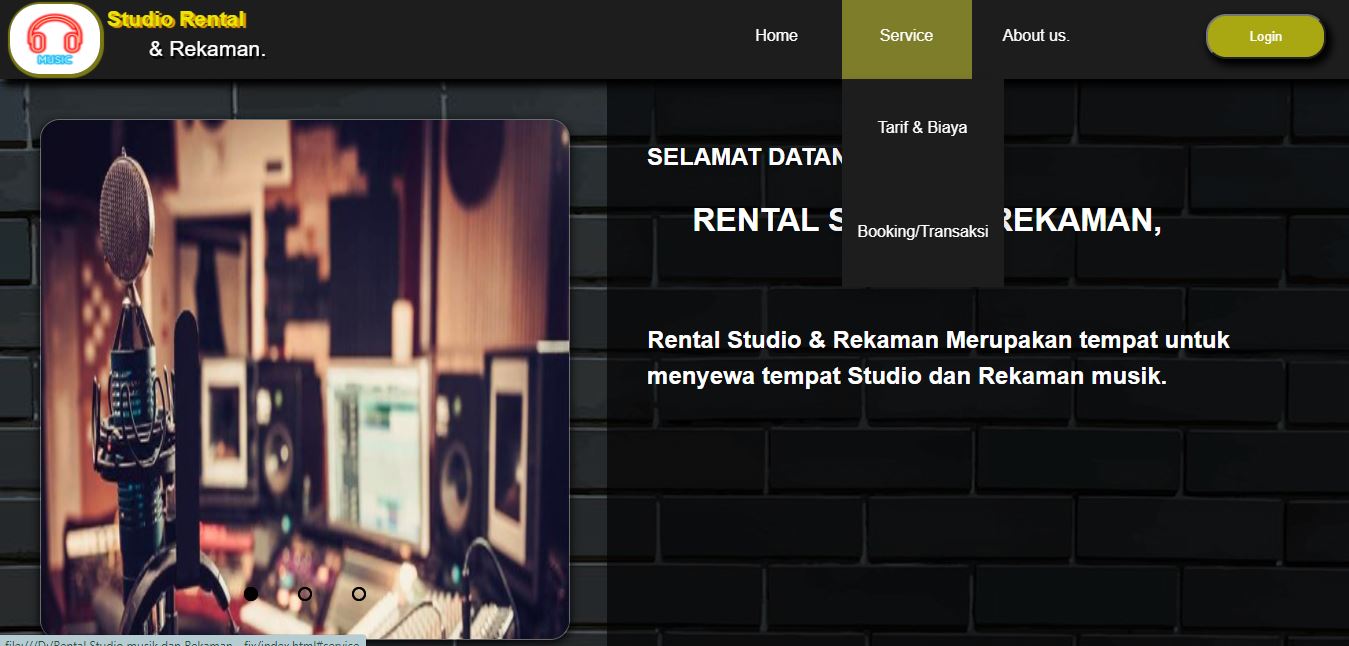 MUSIC
Studio Rental
& Rekaman.
Home
Service
About us.
Login
Tarif & Biaya
Booking/Transaksi
SELAMAT DATAN
RENTAL S REKAMAN,
Rental Studio & Rekaman Merupakan tempat untuk
menyewa tempat Studio dan Rekaman musik.
file:///D:/Rental Studio musik dan Rekaman - fix/index.html#service